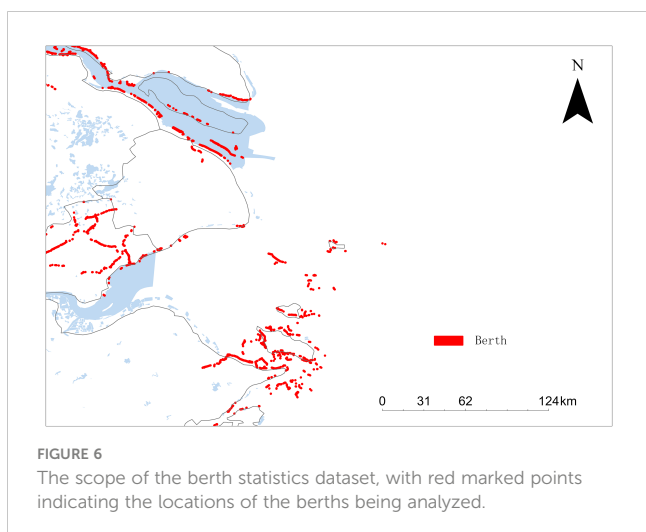 N
Berth
0 31 62 124km
FIGURE 6
The scope of the berth statistics dataset, with red marked points
indicating the locations of the berths being analyzed.